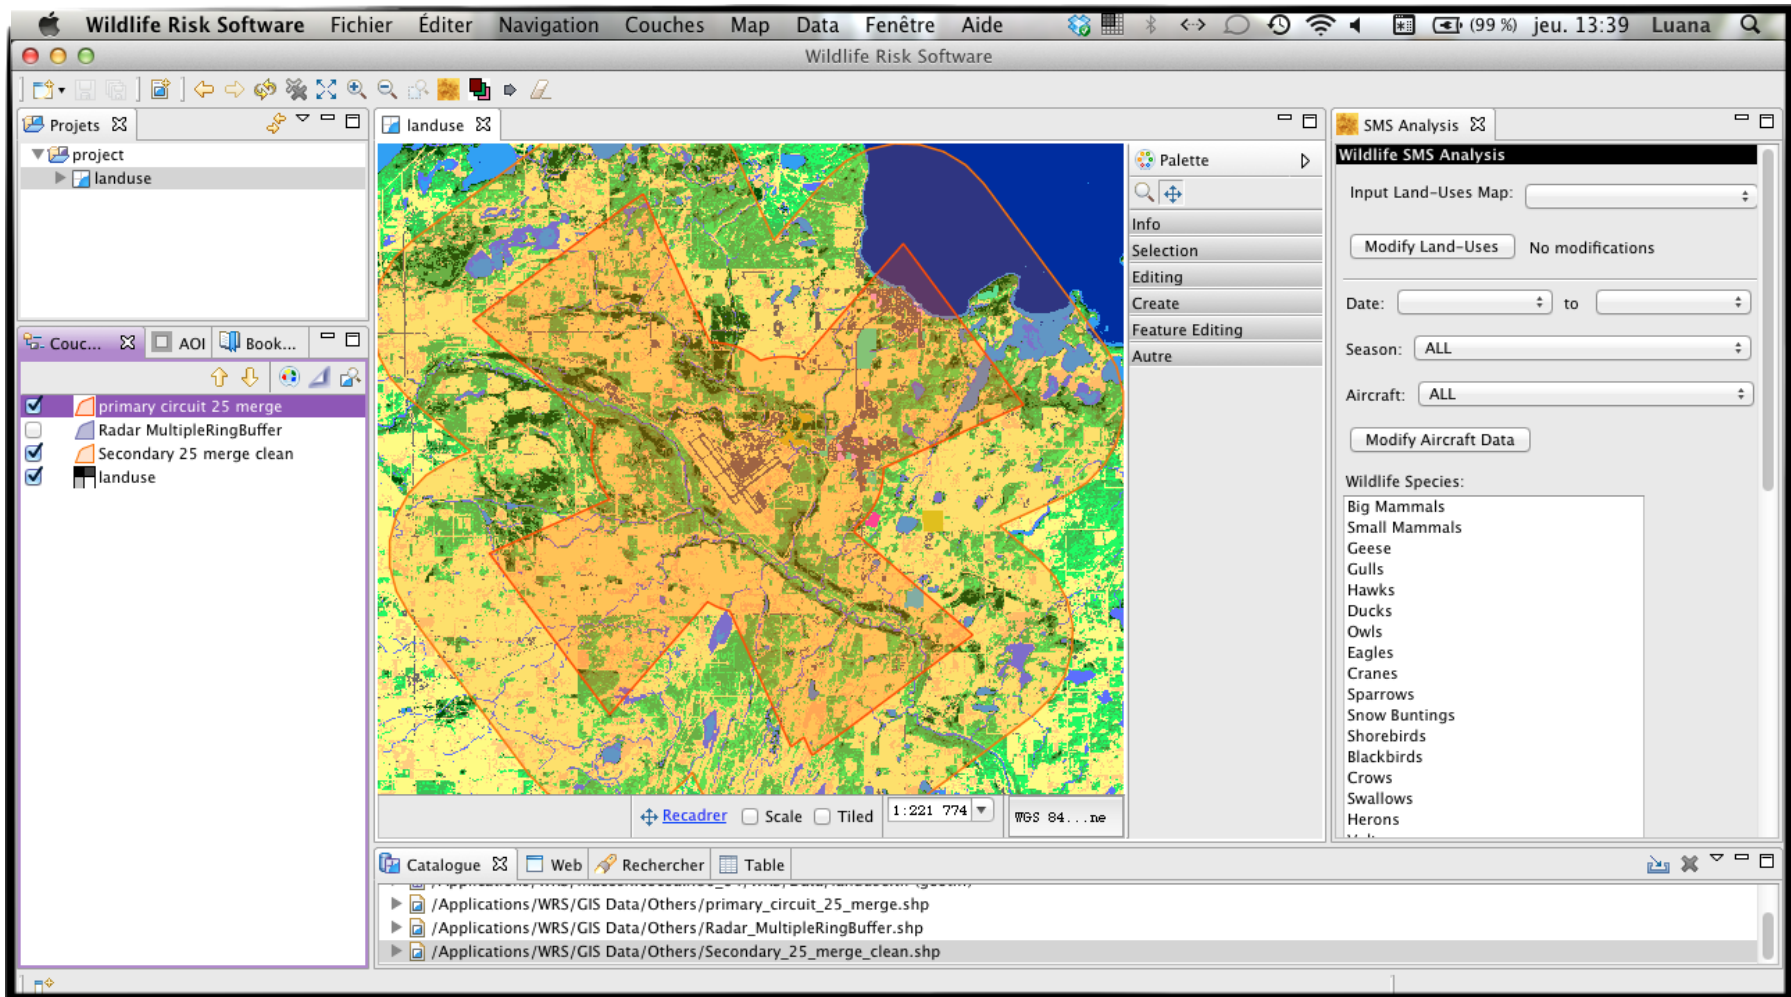 Wildlife Risk Software Fichier Éditer Navigation Couches Map Data Fenêtre Aide (99 %) jeu. 13:39 Luana
Wildlife Risk Software
Projets
project
landuse
Couc... AOI Book...
primary circuit 25 merge
Radar MultipleRingBuffer
Secondary 25 merge clean
landuse
landuse
Palette
Info
Selection
Editing
Create
Feature Editing
Autre
Recadrer Scale Tiled 1:221 774 WGS 84...ne
SMS Analysis
Wildlife SMS Analysis
Input Land-Uses Map:
Modify Land-Uses No modifications
Date: to
Season: ALL
Aircraft: ALL
Modify Aircraft Data
Wildlife Species:
Big Mammals
Small Mammals
Geese
Gulls
Hawks
Ducks
Owls
Eagles
Cranes
Sparrows
Snow Buntings
Shorebirds
Blackbirds
Crows
Swallows
Herons
Catalogue Web Rechercher Table
/Applications/WRS/GIS Data/Others/primary_circuit_25_merge.shp
/Applications/WRS/GIS Data/Others/Radar_MultipleRingBuffer.shp
/Applications/WRS/GIS Data/Others/Secondary_25_merge_clean.shp